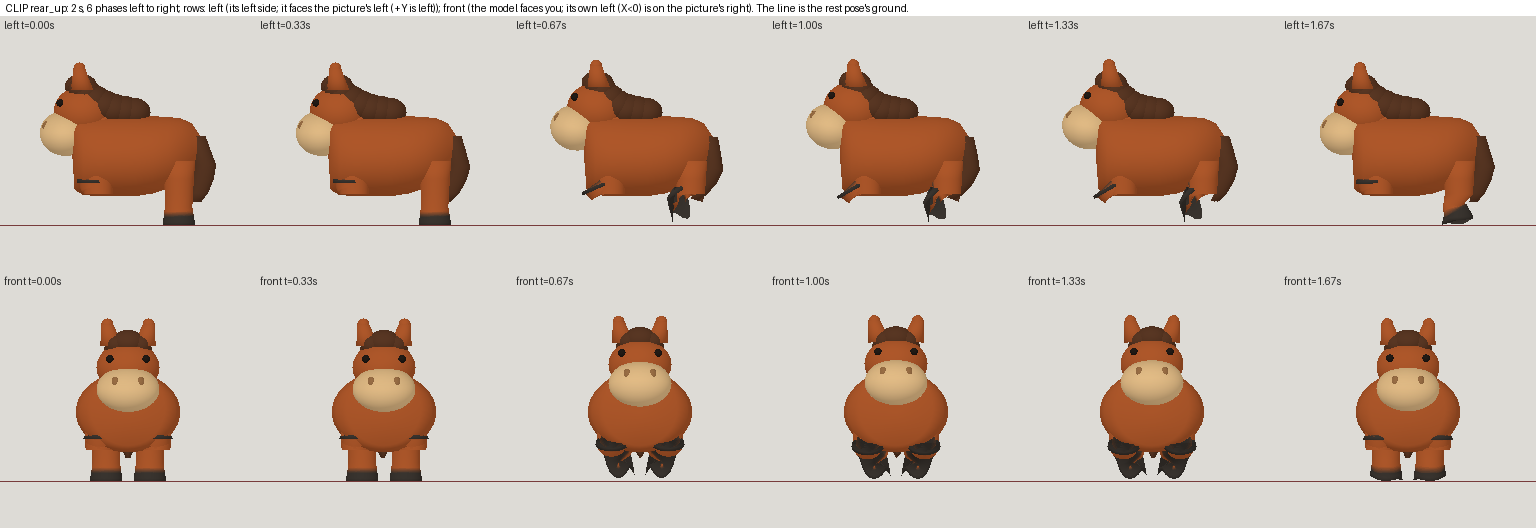 CLIP rear_up: 2 s, 6 phases left to right; rows: left (its left side; it faces the picture's left (+Y is left)); front (the model faces you; its own left (X<0) is on the picture's right). The line is the rest pose's ground.
left t=0.00s
left t=0.33s
left t=0.67s
left t=1.00s
left t=1.33s
left t=1.67s
front t=0.00s
front t=0.33s
front t=0.67s
front t=1.00s
front t=1.33s
front t=1.67s